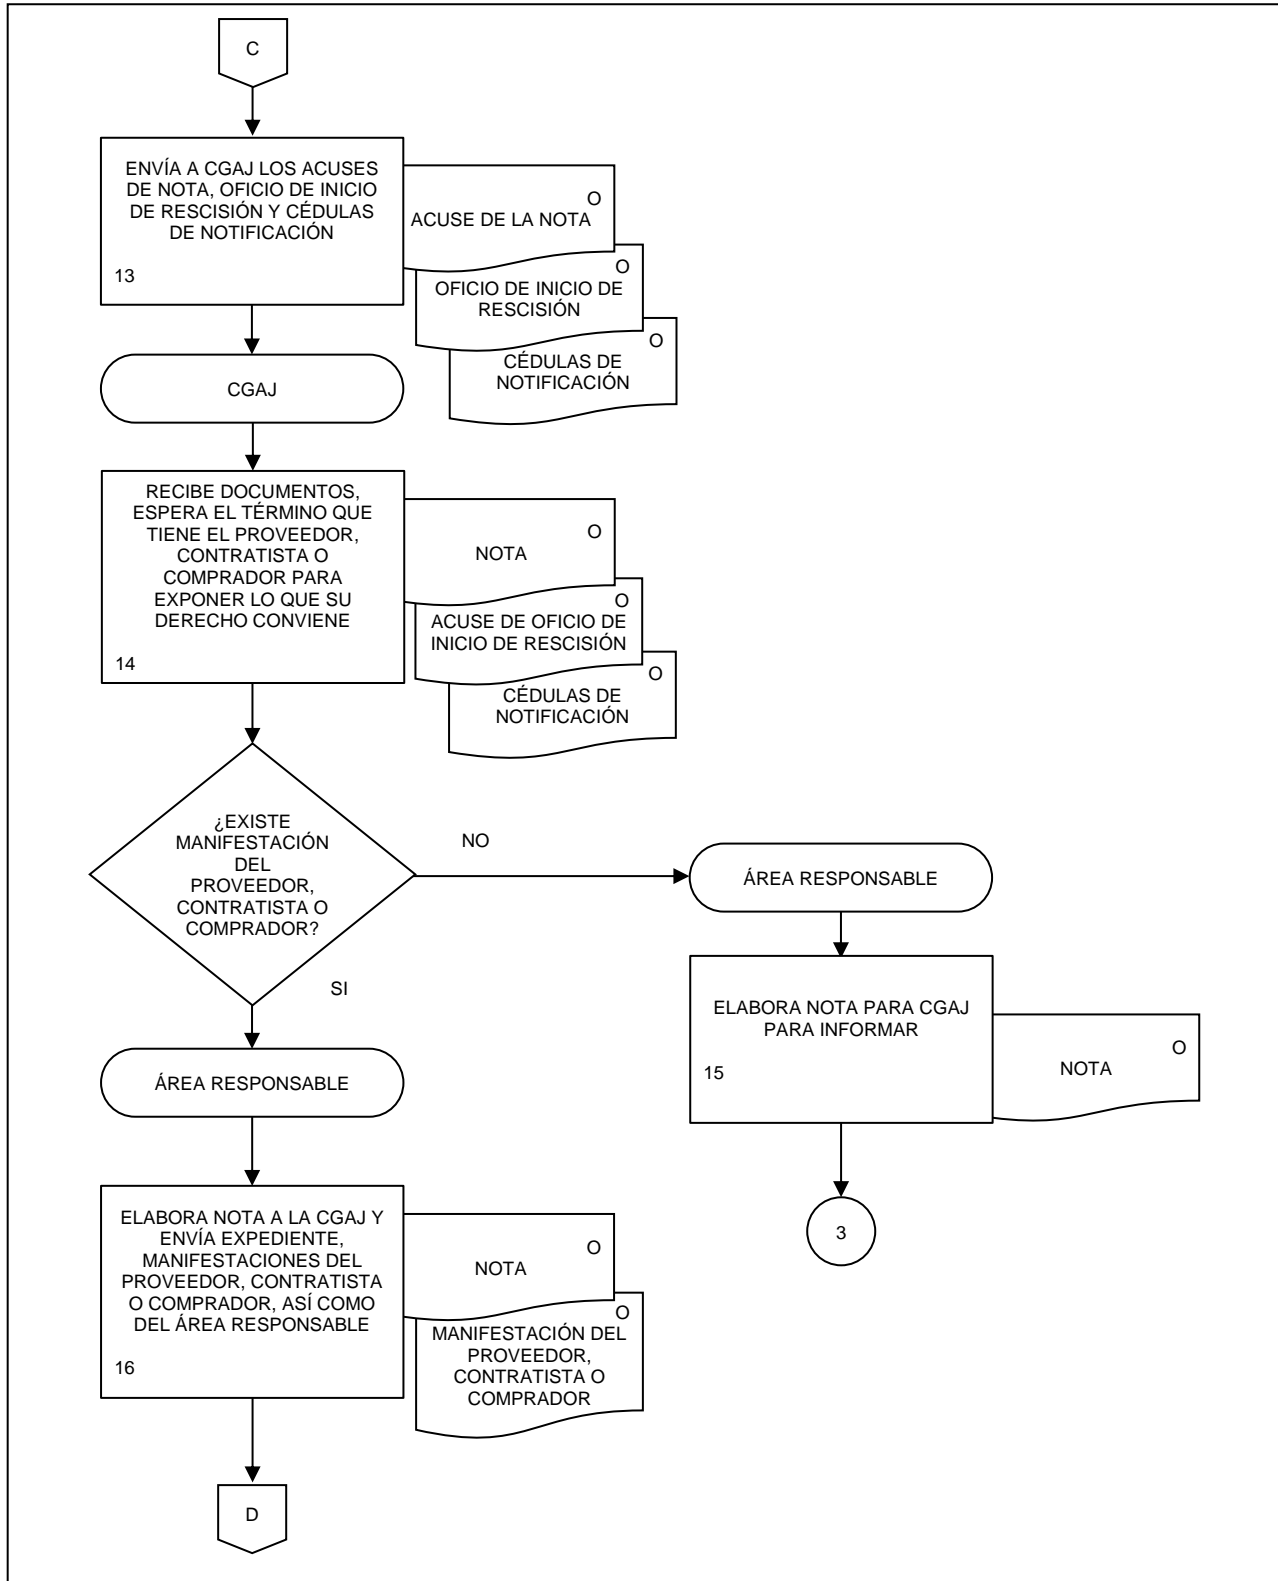 C
ENVÍA A CGAJ LOS ACUSES
DE NOTA, OFICIO DE INICIO
DE RESCISIÓN Y CÉDULAS
DE NOTIFICACIÓN
13
O
ACUSE DE LA NOTA
O
OFICIO DE INICIO DE
RESCISIÓN
O
CÉDULAS DE
NOTIFICACIÓN
CGAJ
RECIBE DOCUMENTOS,
ESPERA EL TÉRMINO QUE
TIENE EL PROVEEDOR,
CONTRATISTA O
COMPRADOR PARA
EXPONER LO QUE SU
DERECHO CONVIENE
14
O
NOTA
O
ACUSE DE OFICIO DE
INICIO DE RESCISIÓN
O
CÉDULAS DE
NOTIFICACIÓN
¿EXISTE
MANIFESTACIÓN
DEL
PROVEEDOR,
CONTRATISTA O
COMPRADOR?
NO
SI
ÁREA RESPONSABLE
ELABORA NOTA PARA CGAJ
PARA INFORMAR
15
O
NOTA
3
ÁREA RESPONSABLE
ELABORA NOTA A LA CGAJ Y
ENVÍA EXPEDIENTE,
MANIFESTACIONES DEL
PROVEEDOR, CONTRATISTA
O COMPRADOR, ASÍ COMO
DEL ÁREA RESPONSABLE
16
O
NOTA
O
MANIFESTACIÓN DEL
PROVEEDOR,
CONTRATISTA O
COMPRADOR
D